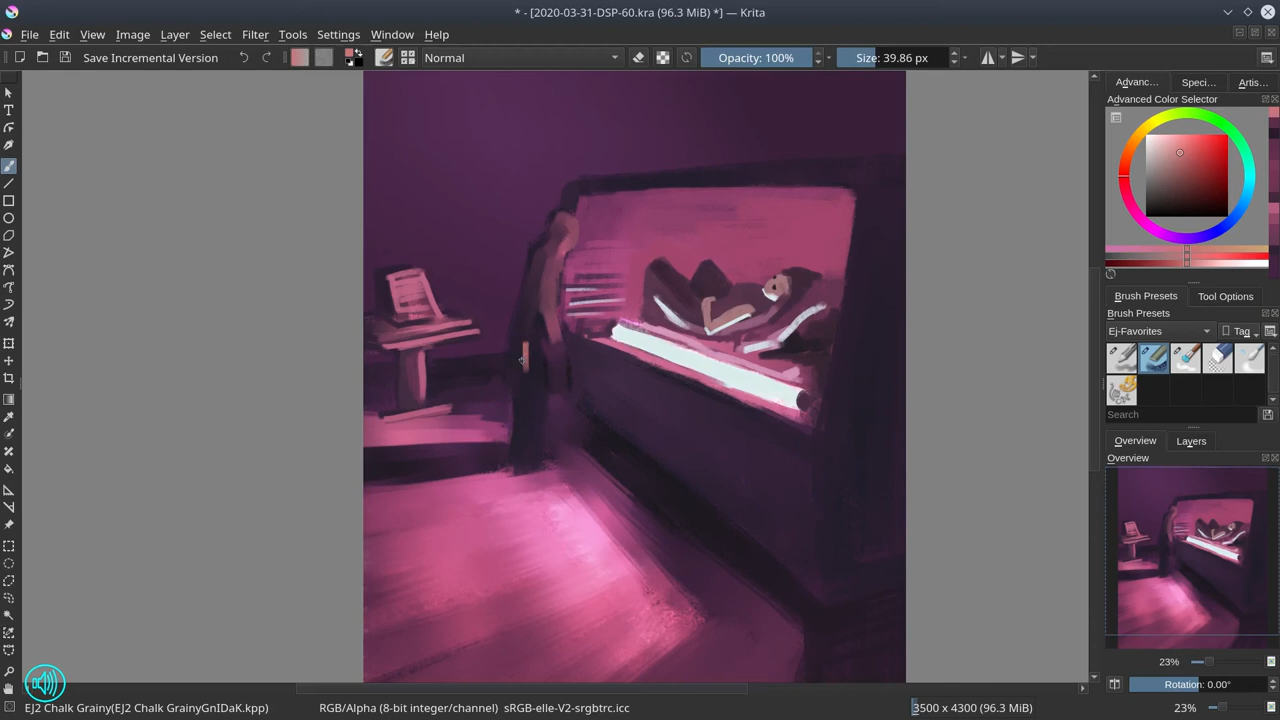 * - [2020-03-31-DSP-60.kra (96.3 MiB) *] — Krita
File Edit View Image Layer Select Filter Tools Settings Window Help
Save Incremental Version Normal Opacity: 100% Size: 39.86 px
Advanc... Speci... Artis...
Advanced Color Selector
Brush Presets Tool Options
Brush Presets
Ej-Favorites Tag
Search
Overview Layers
Overview
23%
Rotation: 0.00°
EJ2 Chalk Grainy(EJ2 Chalk GrainyGnIDaK.kpp) RGB/Alpha (8-bit integer/channel) sRGB-elle-V2-srgbtrc.icc 3500 x 4300 (96.3 MiB) 23%